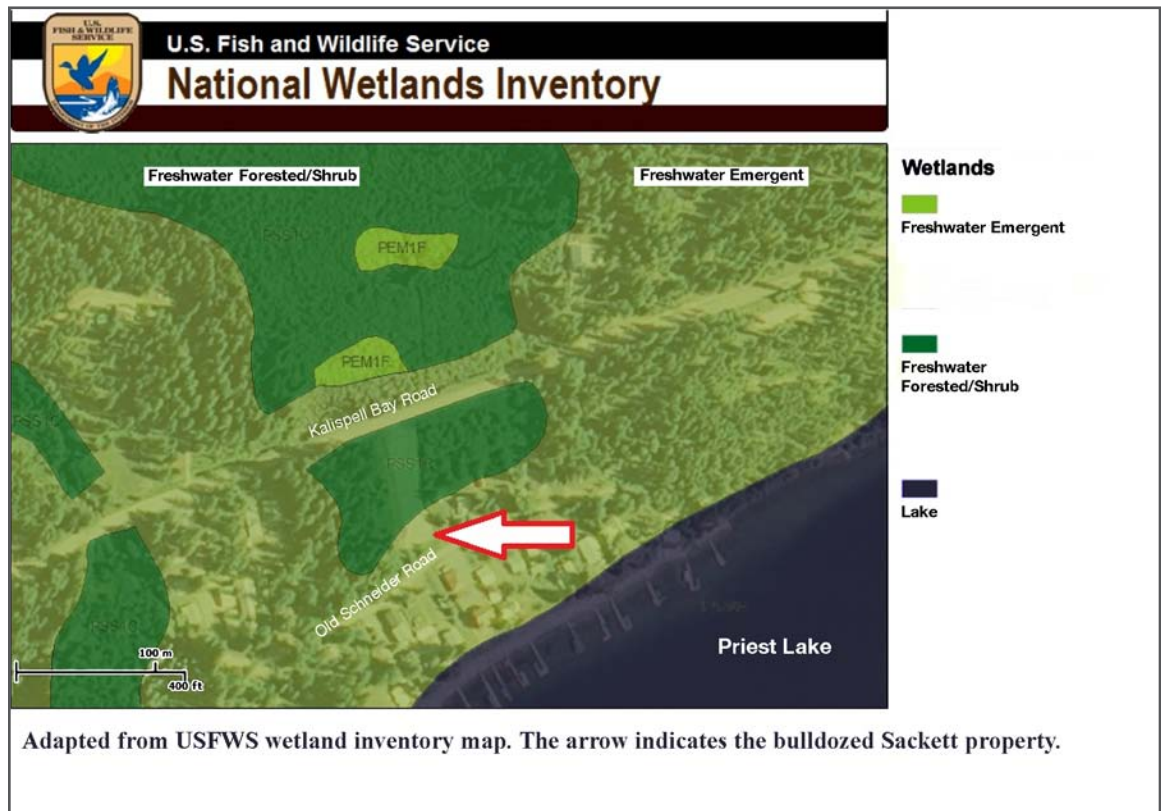 U.S.
FISH & WILDLIFE
SERVICE
U.S. Fish and Wildlife Service
National Wetlands Inventory
Freshwater Forested/Shrub
Freshwater Emergent
PEM1F
PEM1F
Kalispell Bay Road
Old Schneider Road
Priest Lake
100 m
400 ft
Wetlands
Freshwater Emergent
Freshwater
Forested/Shrub
Lake
Adapted from USFWS wetland inventory map. The arrow indicates the bulldozed Sackett property.